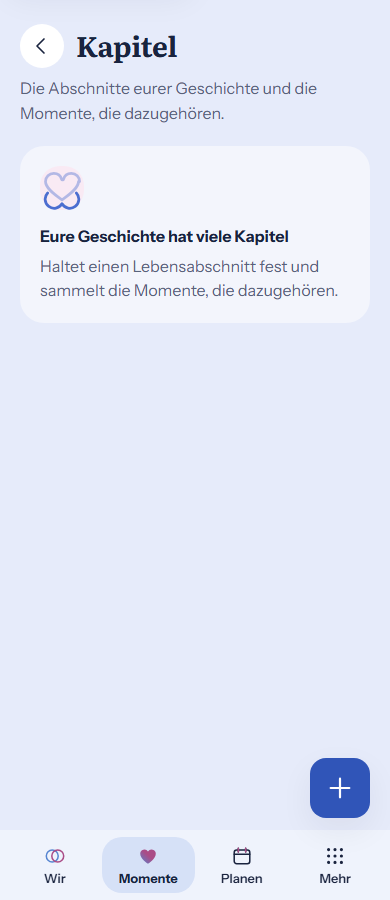 Kapitel
Die Abschnitte eurer Geschichte und die
Momente, die dazugehören.
Eure Geschichte hat viele Kapitel
Haltet einen Lebensabschnitt fest und
sammelt die Momente, die dazugehören.
Wir
Momente
Planen
Mehr